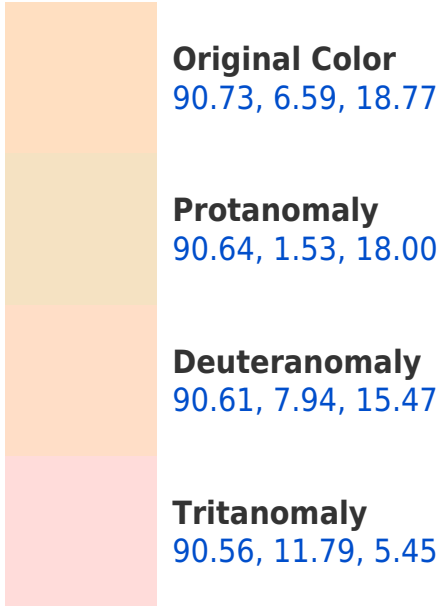 Original Color
90.73, 6.59, 18.77
Protanomaly
90.64, 1.53, 18.00
Deuteranomaly
90.61, 7.94, 15.47
Tritanomaly
90.56, 11.79, 5.45